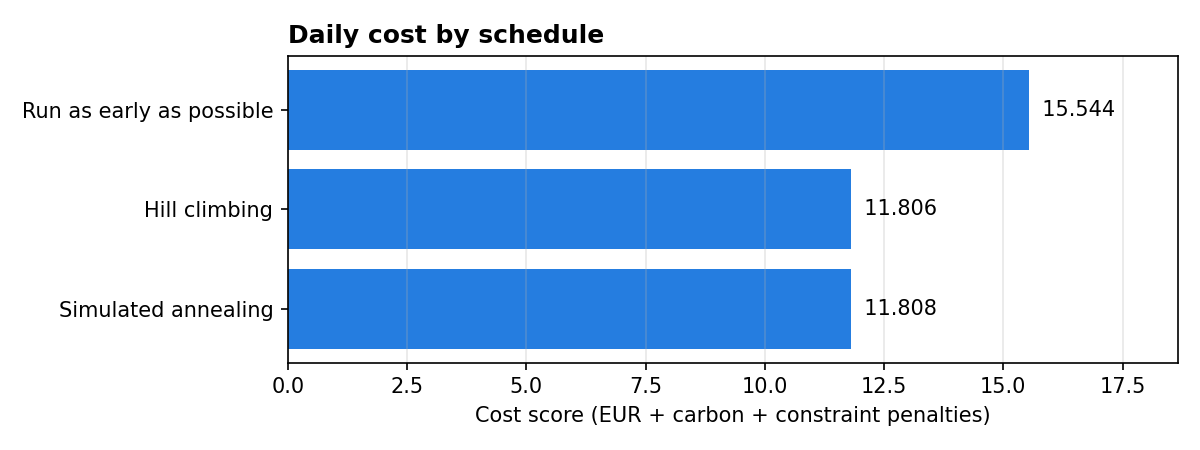 Daily cost by schedule
Run as early as possible
15.544
Hill climbing
11.806
Simulated annealing
11.808
0.0 2.5 5.0 7.5 10.0 12.5 15.0 17.5
Cost score (EUR + carbon + constraint penalties)